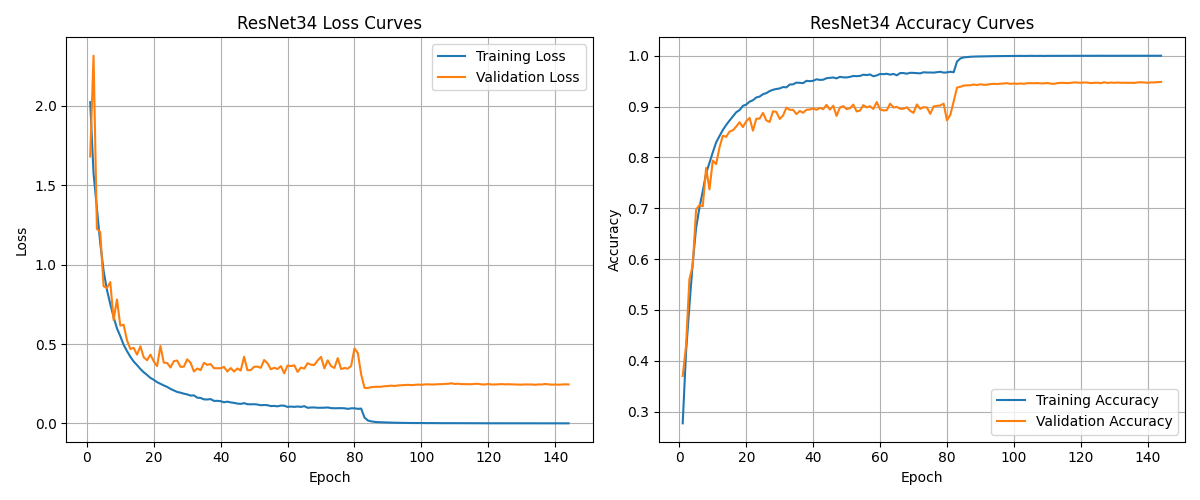 ResNet34 Loss Curves
Training Loss
Validation Loss
2.0
1.5
1.0
0.5
0.0
Loss
0 20 40 60 80 100 120 140
Epoch
ResNet34 Accuracy Curves
1.0
0.9
0.8
0.7
0.6
0.5
0.4
0.3
Accuracy
Training Accuracy
Validation Accuracy
0 20 40 60 80 100 120 140
Epoch